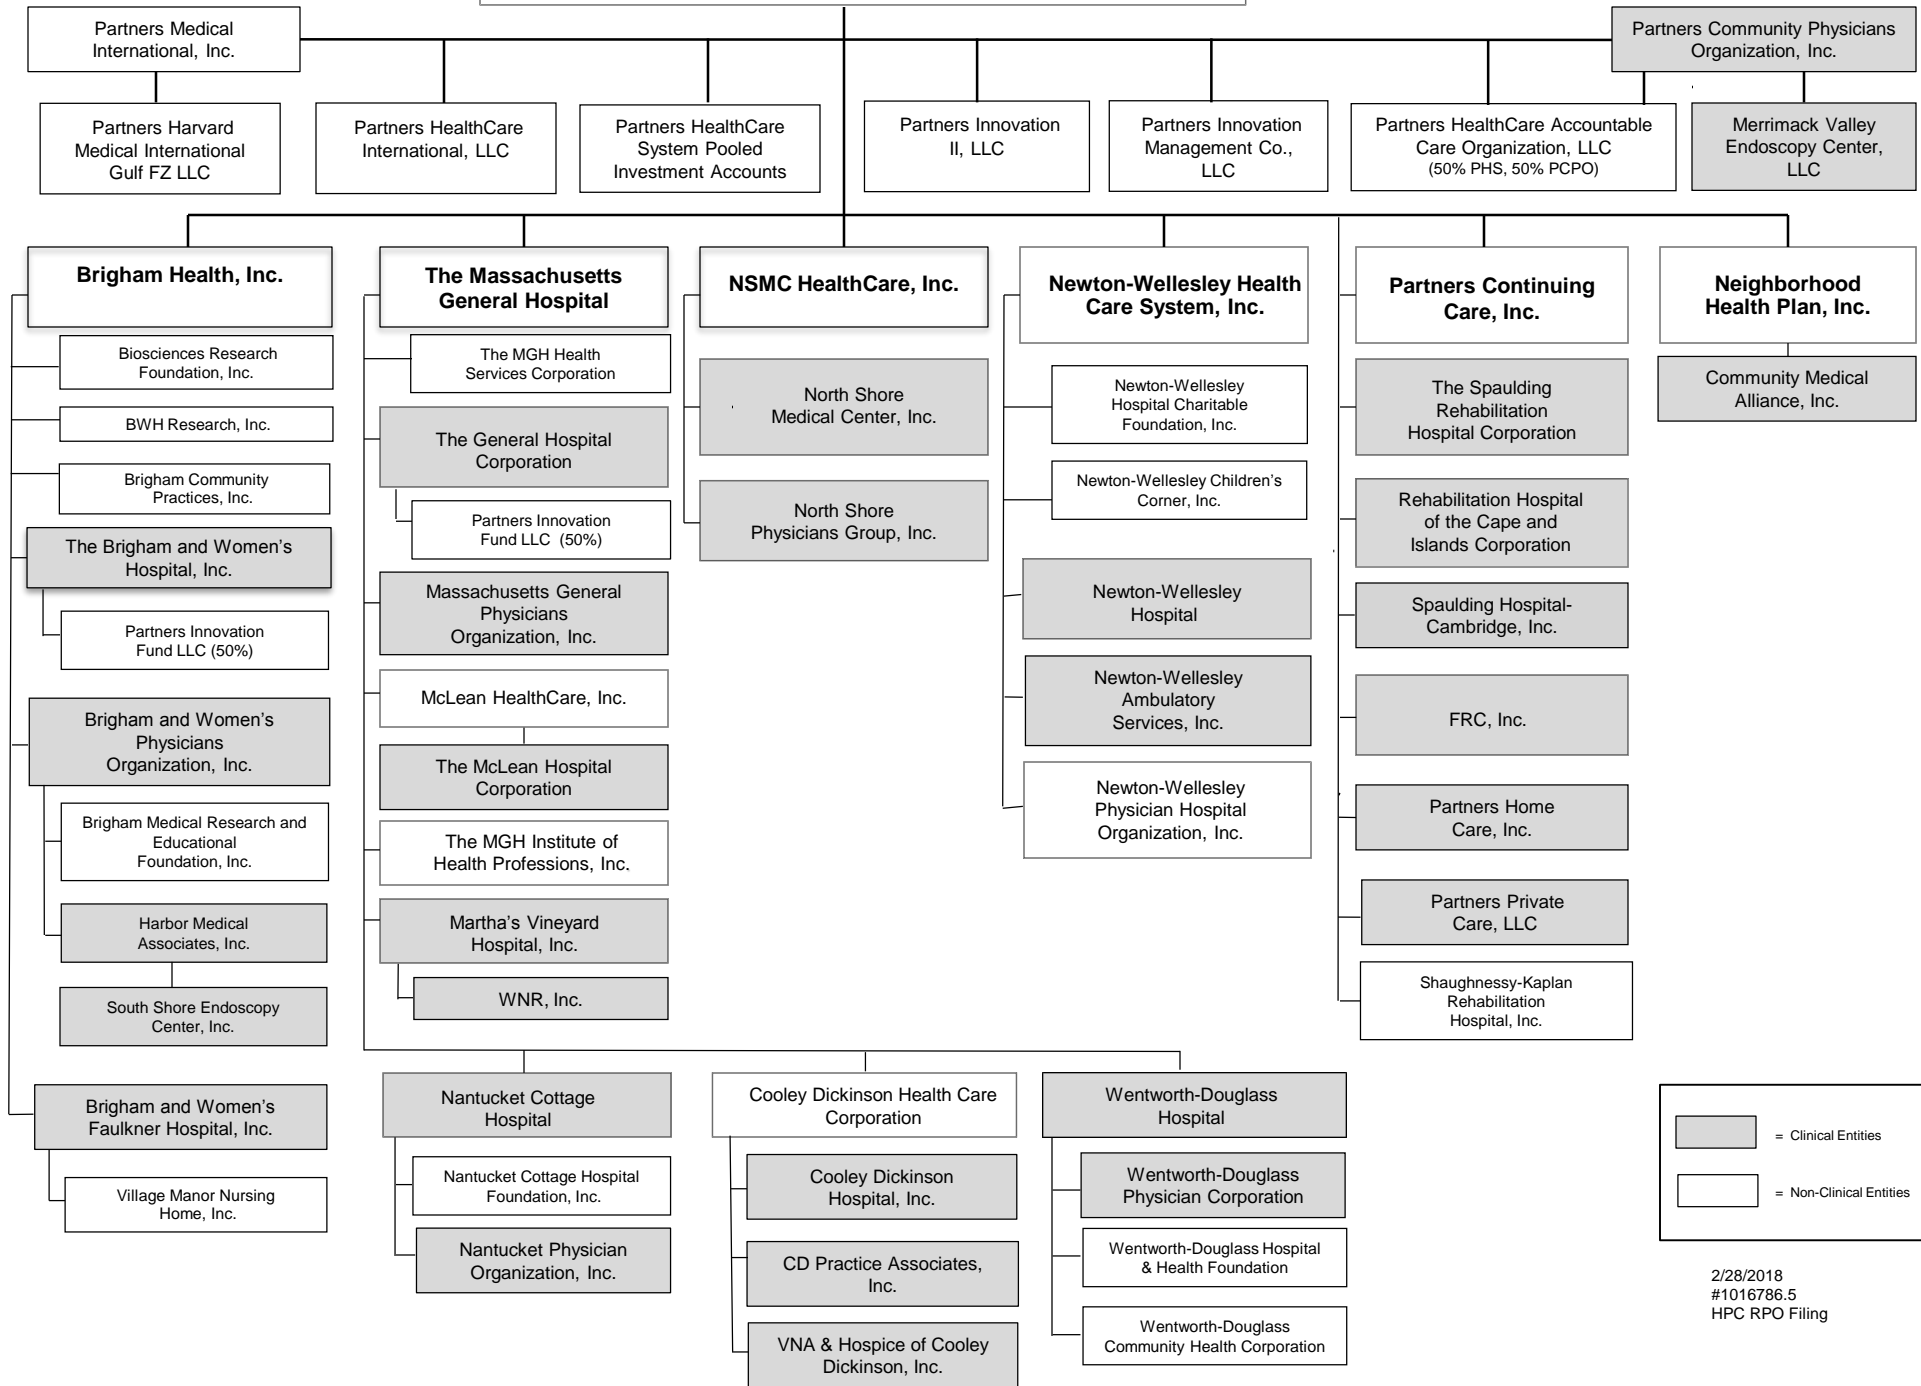 Partners Medical
International, Inc.
Partners Community Physicians
Organization, Inc.
Partners Harvard
Medical International
Gulf FZ LLC
Partners HealthCare
International, LLC
Partners HealthCare
System Pooled
Investment Accounts
Partners Innovation
II, LLC
Partners Innovation
Management Co.,
LLC
Partners HealthCare Accountable
Care Organization, LLC
(50% PHS, 50% PCPO)
Merrimack Valley
Endoscopy Center,
LLC
Brigham Health, Inc.
The Massachusetts
General Hospital
NSMC HealthCare, Inc.
Newton-Wellesley Health
Care System, Inc.
Partners Continuing
Care, Inc.
Neighborhood
Health Plan, Inc.
Biosciences Research
Foundation, Inc.
BWH Research, Inc.
Brigham Community
Practices, Inc.
The Brigham and Women's
Hospital, Inc.
Partners Innovation
Fund LLC (50%)
Brigham and Women's
Physicians
Organization, Inc.
Brigham Medical Research and
Educational
Foundation, Inc.
Harbor Medical
Associates, Inc.
South Shore Endoscopy
Center, Inc.
Brigham and Women's
Faulkner Hospital, Inc.
Village Manor Nursing
Home, Inc.
The MGH Health
Services Corporation
The General Hospital
Corporation
Partners Innovation
Fund LLC (50%)
Massachusetts General
Physicians
Organization, Inc.
McLean HealthCare, Inc.
The McLean Hospital
Corporation
The MGH Institute of
Health Professions, Inc.
Martha's Vineyard
Hospital, Inc.
WNR, Inc.
Nantucket Cottage
Hospital
Nantucket Cottage Hospital
Foundation, Inc.
Nantucket Physician
Organization, Inc.
North Shore
Medical Center, Inc.
North Shore
Physicians Group, Inc.
Cooley Dickinson Health Care
Corporation
Cooley Dickinson
Hospital, Inc.
CD Practice Associates,
Inc.
VNA & Hospice of Cooley
Dickinson, Inc.
Newton-Wellesley
Hospital Charitable
Foundation, Inc.
Newton-Wellesley Children's
Corner, Inc.
Newton-Wellesley
Hospital
Newton-Wellesley
Ambulatory
Services, Inc.
Newton-Wellesley
Physician Hospital
Organization, Inc.
Wentworth-Douglass
Hospital
Wentworth-Douglass
Physician Corporation
Wentworth-Douglass Hospital
& Health Foundation
Wentworth-Douglass
Community Health Corporation
The Spaulding
Rehabilitation
Hospital Corporation
Rehabilitation Hospital
of the Cape and
Islands Corporation
Spaulding Hospital-
Cambridge, Inc.
FRC, Inc.
Partners Home
Care, Inc.
Partners Private
Care, LLC
Shaughnessy-Kaplan
Rehabilitation
Hospital, Inc.
Community Medical
Alliance, Inc.
= Clinical Entities
= Non-Clinical Entities
2/28/2018
#1016786.5
HPC RPO Filing